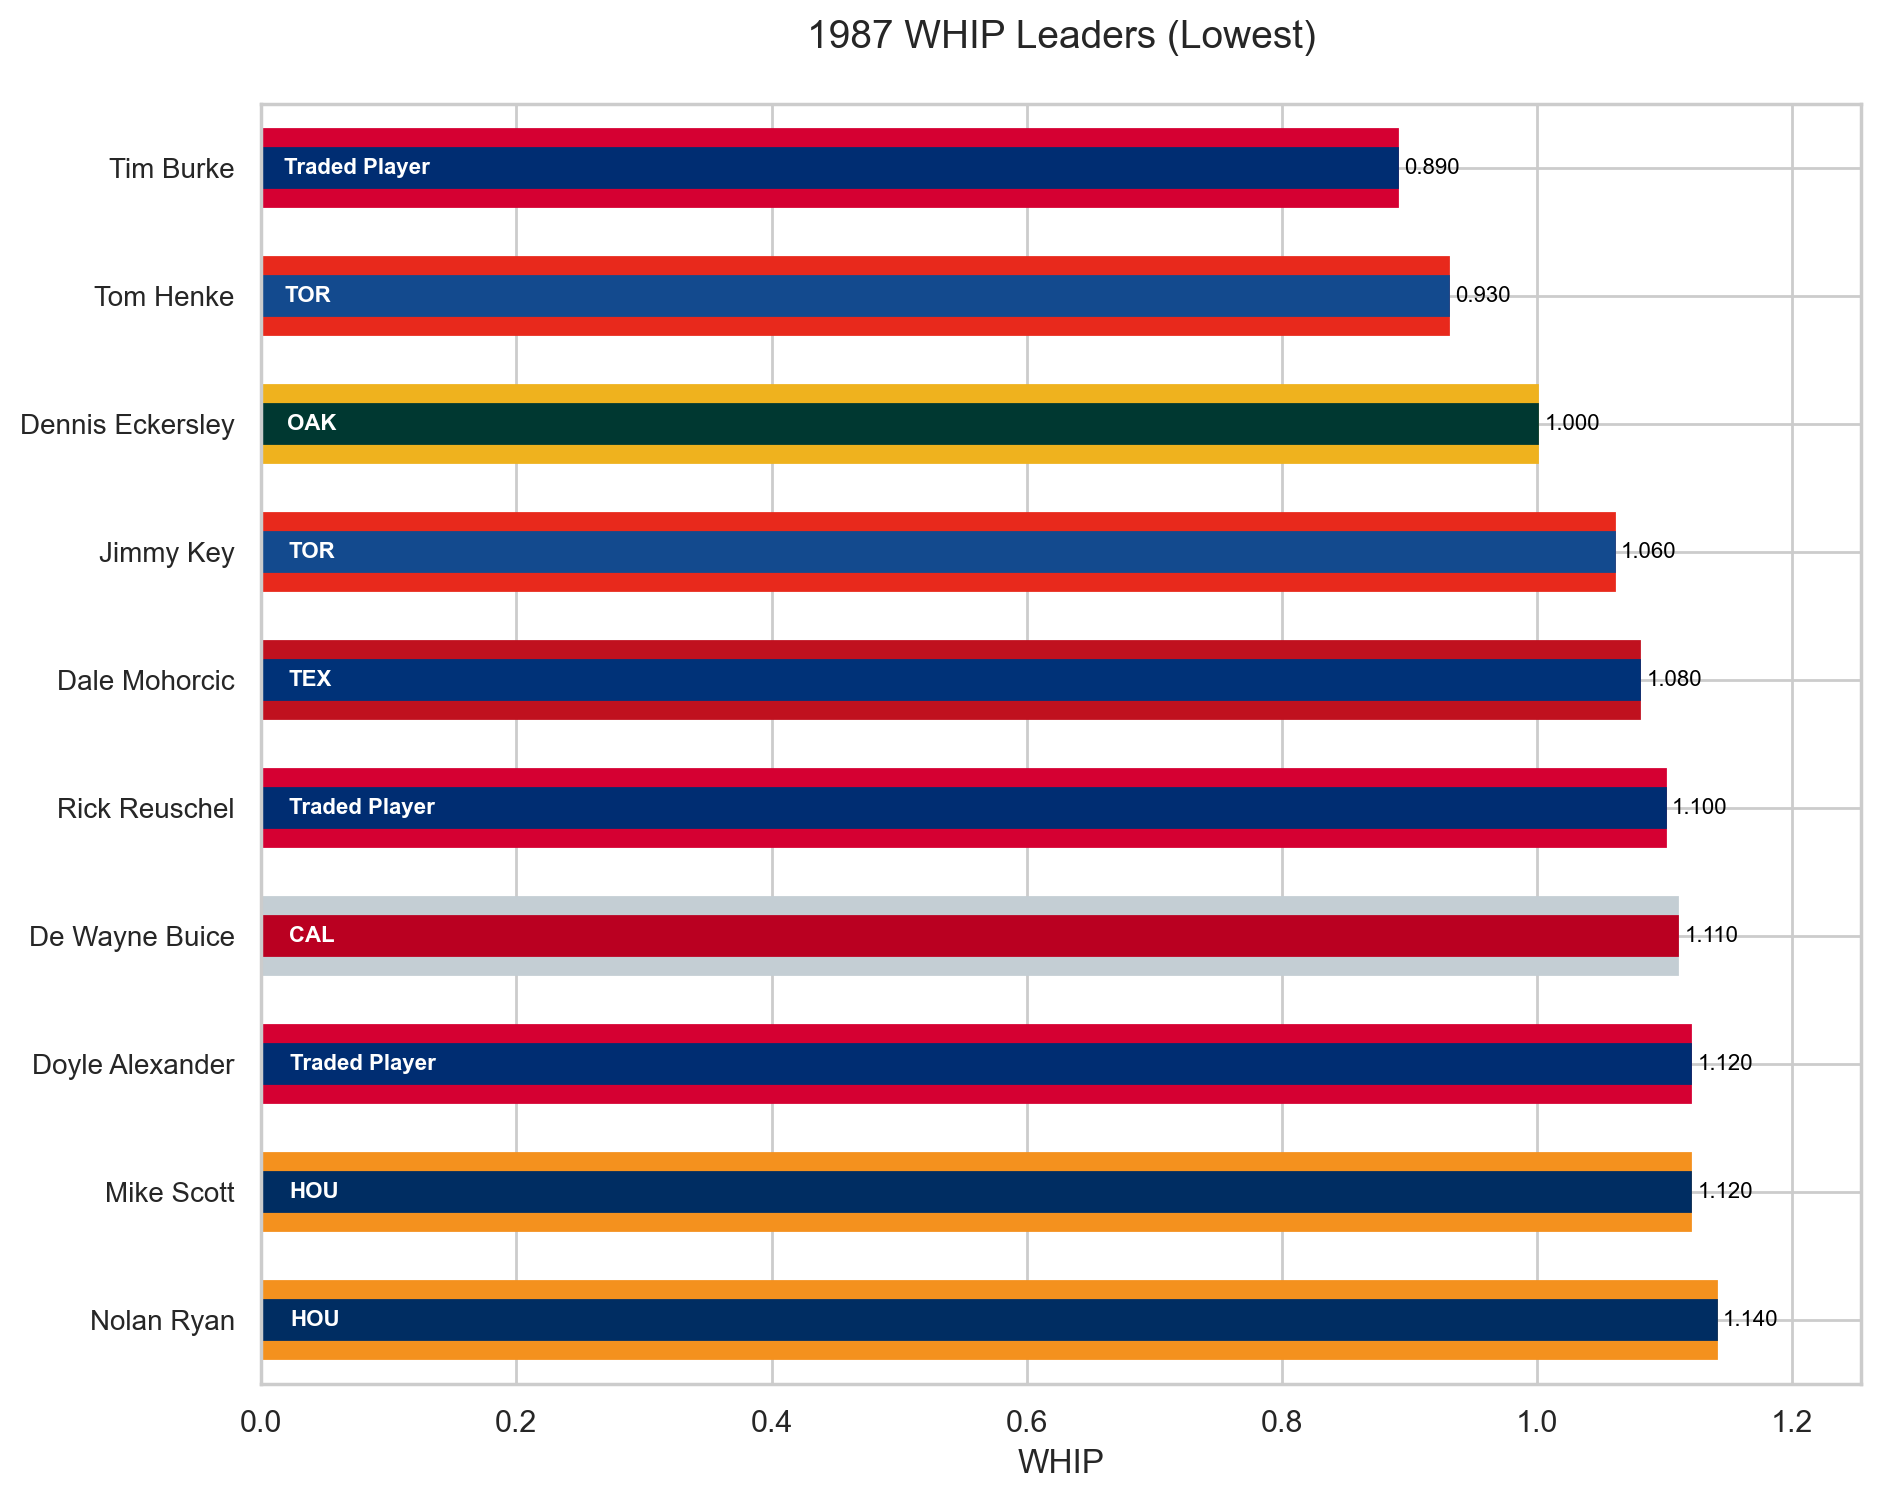 1987 WHIP Leaders (Lowest)
Tim Burke Traded Player 0.890
Tom Henke TOR 0.930
Dennis Eckersley OAK 1.000
Jimmy Key TOR 1.060
Dale Mohorcic TEX 1.080
Rick Reuschel Traded Player 1.100
De Wayne Buice CAL 1.110
Doyle Alexander Traded Player 1.120
Mike Scott HOU 1.120
Nolan Ryan HOU 1.140
0.0 0.2 0.4 0.6 0.8 1.0 1.2
WHIP